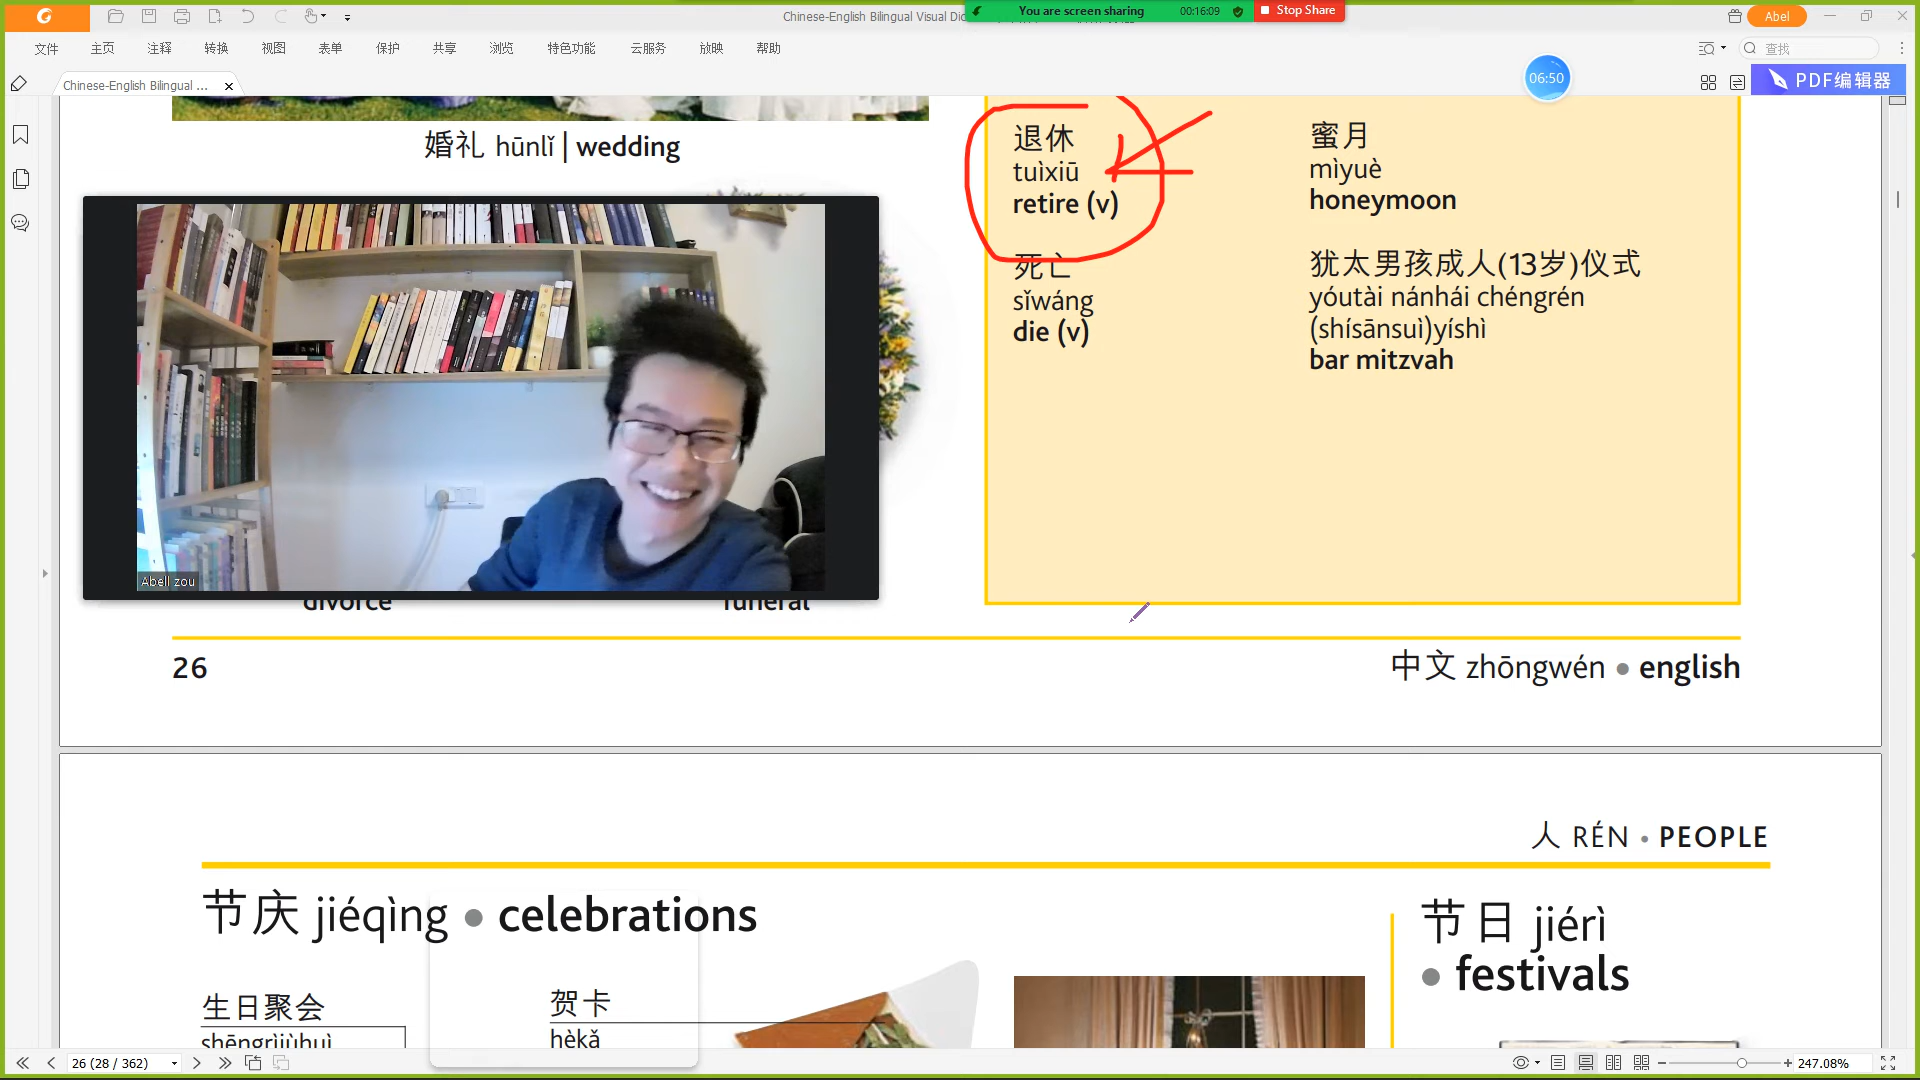 Chinese-English Bilingual Visual Dic
You are screen sharing
00:16:09
Stop Share
Abel
文件 主页 注释 转换 视图 表单 保护 共享 浏览 特色功能 云服务 放映 帮助
查找
Chinese-English Bilingual ...
06:50
PDF编辑器
婚礼 hūnlǐ | wedding
Abell zou
divorce
funeral
退休
tuìxiū
retire (v)
死亡
sǐwáng
die (v)
蜜月
mìyuè
honeymoon
犹太男孩成人(13岁)仪式
yóutài nánhái chéngrén
(shísānsuì)yíshì
bar mitzvah
26
中文 zhōngwén • english
人 RÉN • PEOPLE
节庆 jiéqìng • celebrations
生日聚会
shēngrìjùhuì
贺卡
hèkǎ
节日 jiérì
• festivals
26 (28 / 362)
247.08%